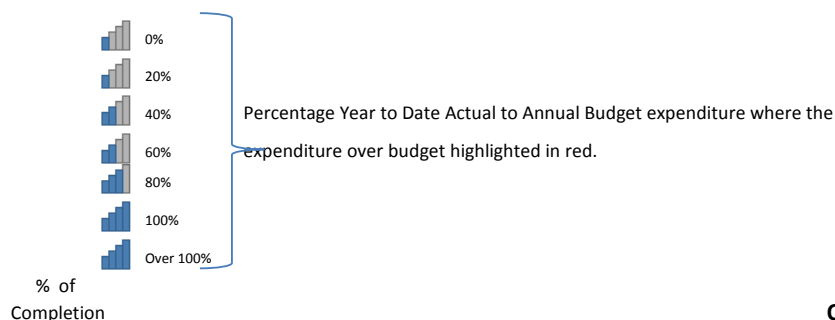 0%
20%
40%
Percentage Year to Date Actual to Annual Budget expenditure where the
60%
expenditure over budget highlighted in red.
80%
100%
Over 100%
% of
Completion